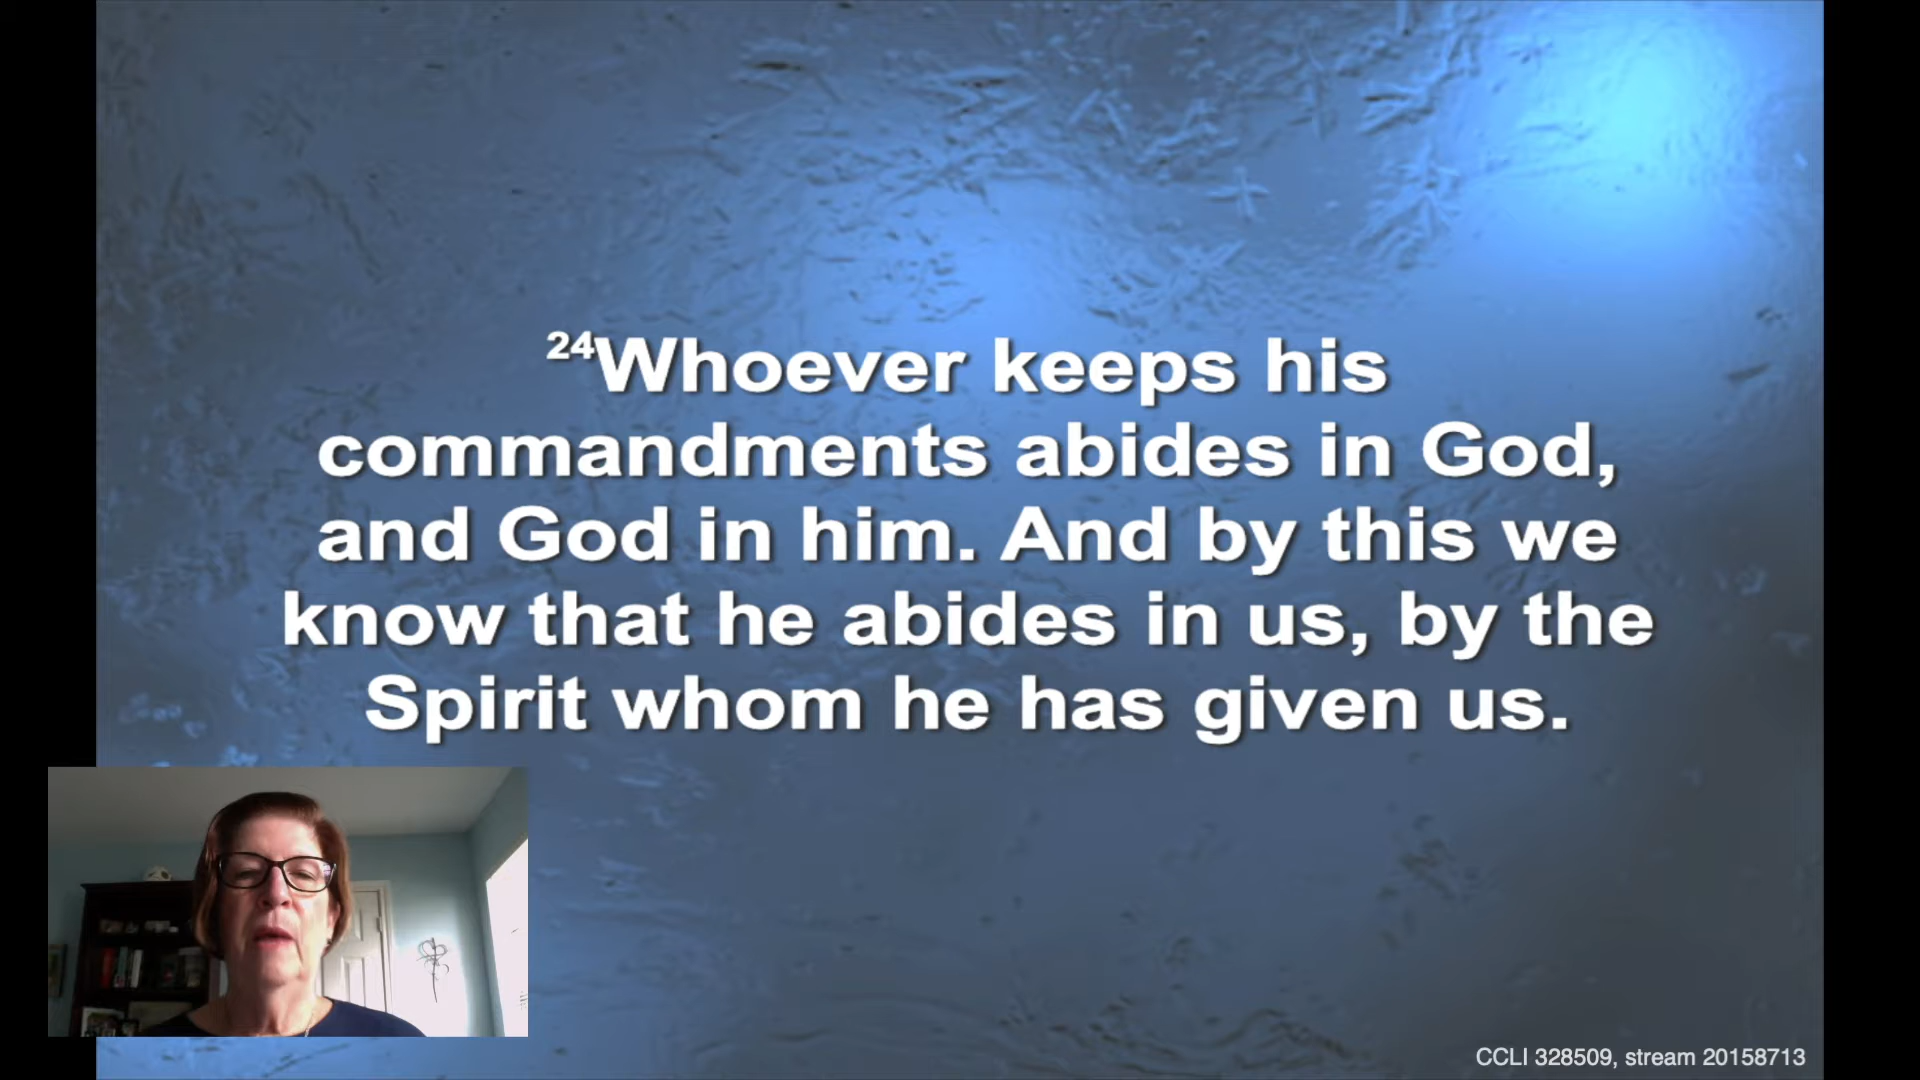 ²⁴Whoever keeps his
commandments abides in God,
and God in him. And by this we
know that he abides in us, by the
Spirit whom he has given us.
CCLI 328509, stream 20158713